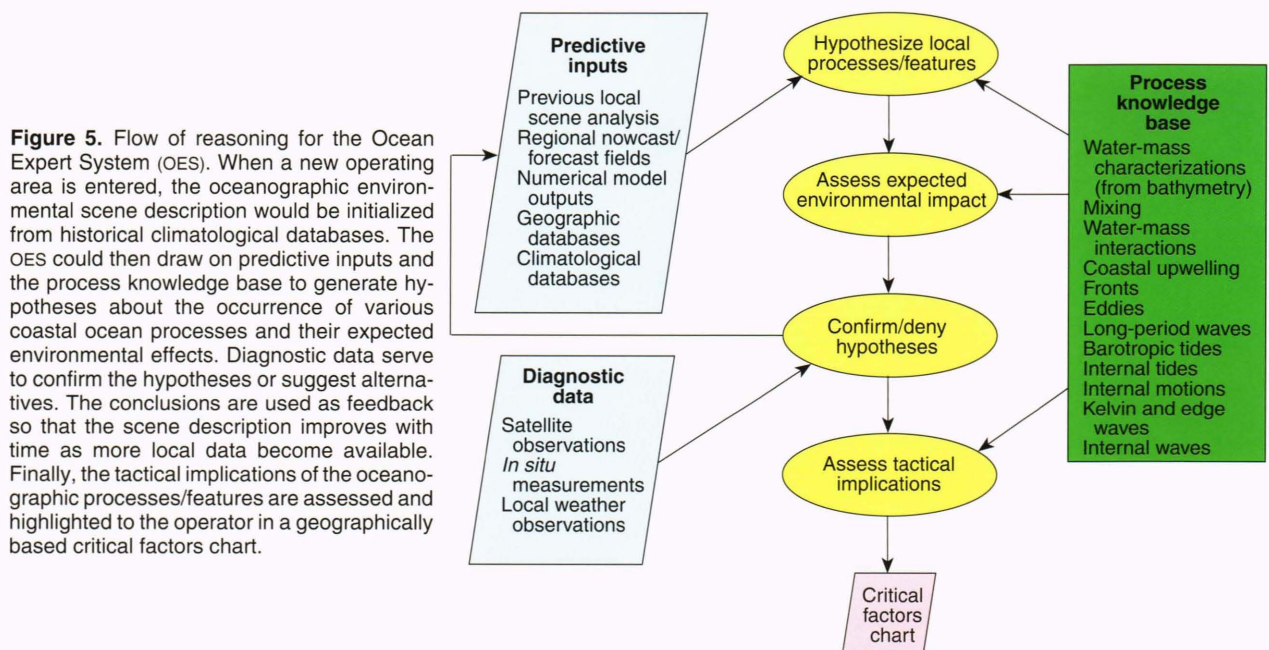 Figure 5. Flow of reasoning for the Ocean
Expert System (OES). When a new operating
area is entered, the oceanographic environ-
mental scene description would be initialized
from historical climatological databases. The
OES could then draw on predictive inputs and
the process knowledge base to generate hy-
potheses about the occurrence of various
coastal ocean processes and their expected
environmental effects. Diagnostic data serve
to confirm the hypotheses or suggest alterna-
tives. The conclusions are used as feedback
so that the scene description improves with
time as more local data become available.
Finally, the tactical implications of the oceano-
graphic processes/features are assessed and
highlighted to the operator in a geographically
based critical factors chart.
Predictive
inputs
Previous local
scene analysis
Regional nowcast/
forecast fields
Numerical model
outputs
Geographic
databases
Climatological
databases
Diagnostic
data
Satellite
observations
In situ
measurements
Local weather
observations
Hypothesize local
processes/features
Assess expected
environmental impact
Confirm/deny
hypotheses
Assess tactical
implications
Critical
factors
chart
Process
knowledge
base
Water-mass
characterizations
(from bathymetry)
Mixing
Water-mass
interactions
Coastal upwelling
Fronts
Eddies
Long-period waves
Barotropic tides
Internal tides
Internal motions
Kelvin and edge
waves
Internal waves